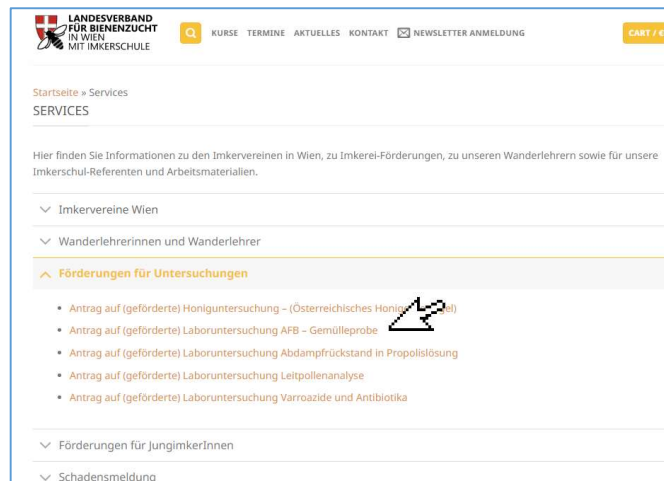 LANDESVERBAND
FÜR BIENENZUCHT
IN WIEN
MIT IMKERSCHULE
KURSE TERMINE AKTUELLES KONTAKT NEWSLETTER ANMELDUNG
CART / €
Startseite » Services
SERVICES
Hier finden Sie Informationen zu den Imkervereinen in Wien, zu Imkerei-Förderungen, zu unseren Wanderlehrern sowie für unsere
Imkerschul-Referenten und Arbeitsmaterialien.
Imkervereine Wien
Wanderlehrerinnen und Wanderlehrer
Förderungen für Untersuchungen
Antrag auf (geförderte) Honiguntersuchung – (Österreichisches
Antrag auf (geförderte) Laboruntersuchung AFB – Gemülleprobe
Antrag auf (geförderte) Laboruntersuchung Abdampfrückstand in Propolislösung
Antrag auf (geförderte) Laboruntersuchung Leitpollenanalyse
Antrag auf (geförderte) Laboruntersuchung Varroazide und Antibiotika
Förderungen für JungimkerInnen
Schadensmeldung